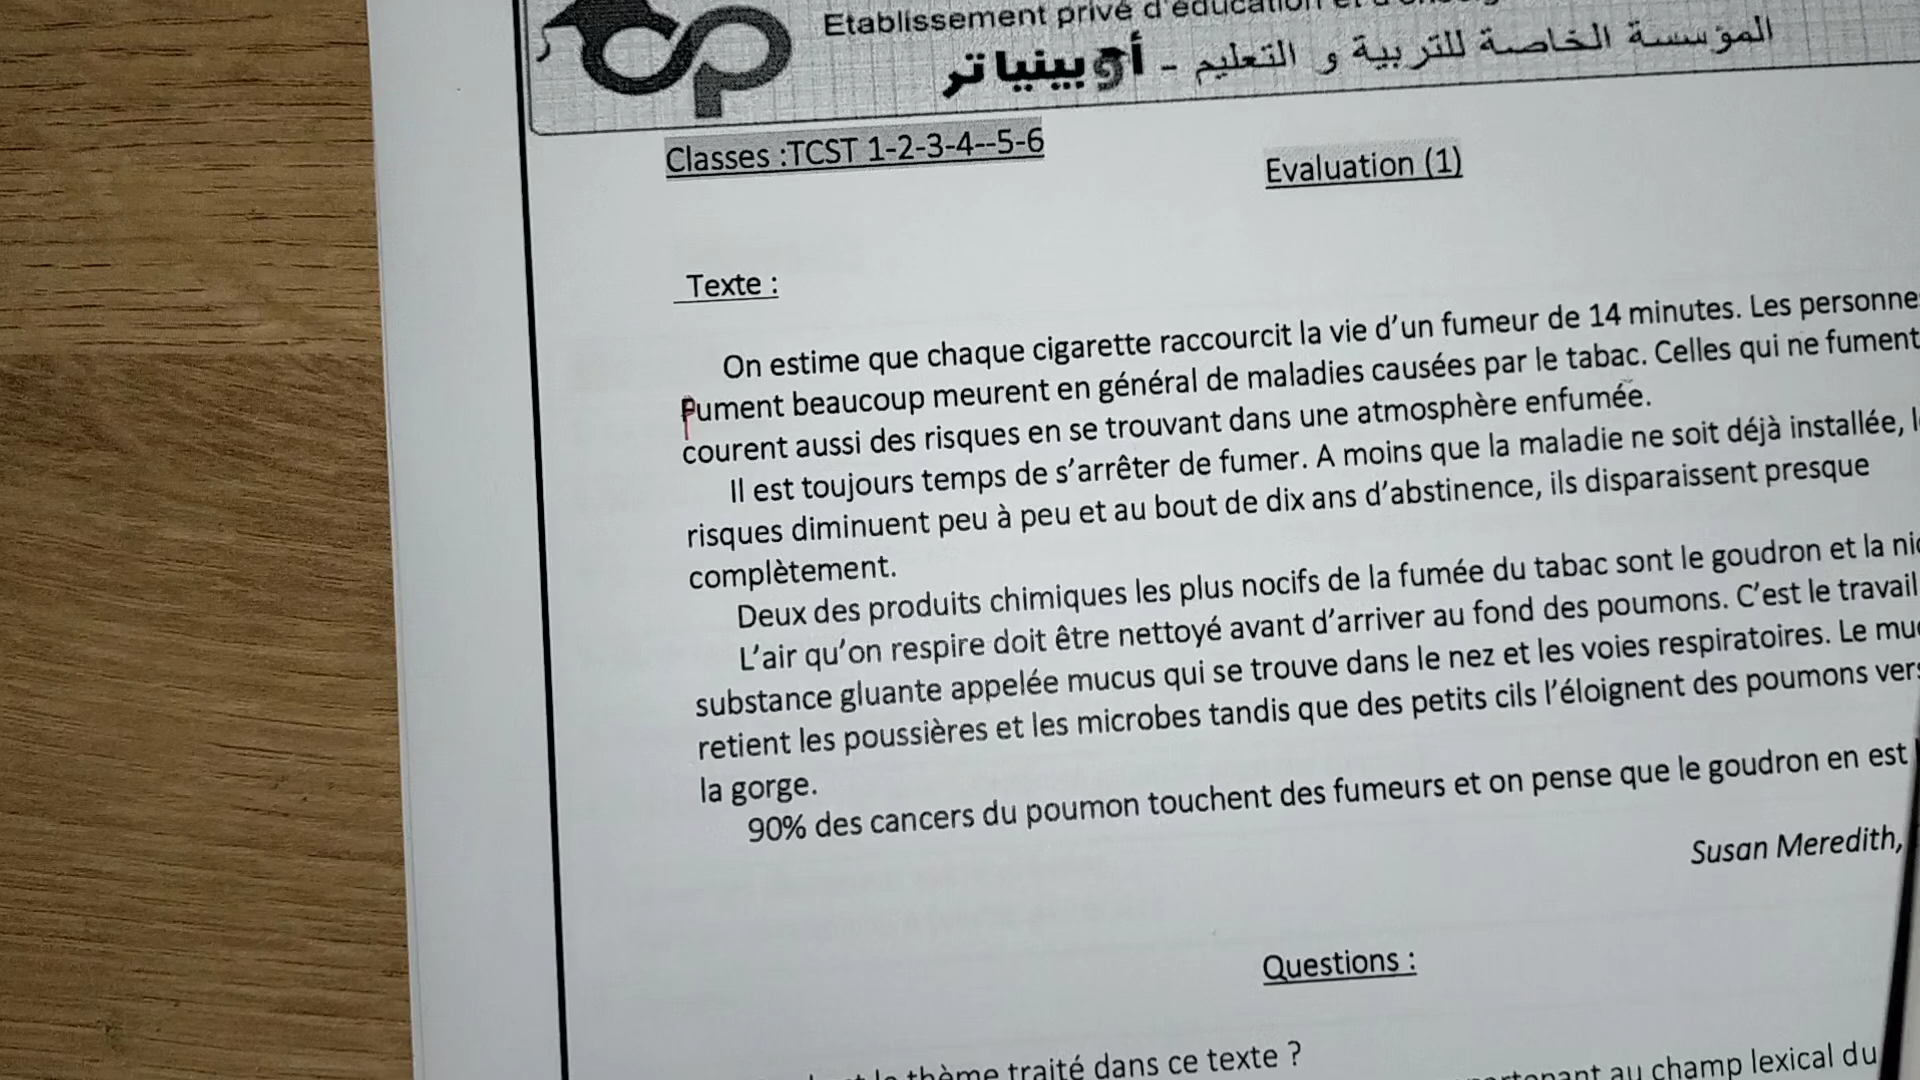 Etablissement privé d'éducation et d'
المؤسسة الخاصة للتربية و التعليم - أوبينياتر
Classes :TCST 1-2-3-4--5-6
Evaluation (1)
Texte :
On estime que chaque cigarette raccourcit la vie d'un fumeur de 14 minutes. Les personne
Fument beaucoup meurent en général de maladies causées par le tabac. Celles qui ne fument
courent aussi des risques en se trouvant dans une atmosphère enfumée.
Il est toujours temps de s'arrêter de fumer. A moins que la maladie ne soit déjà installée,
risques diminuent peu à peu et au bout de dix ans d'abstinence, ils disparaissent presque
complètement.
Deux des produits chimiques les plus nocifs de la fumée du tabac sont le goudron et la
L'air qu'on respire doit être nettoyé avant d'arriver au fond des poumons. C'est le travail
substance gluante appelée mucus qui se trouve dans le nez et les voies respiratoires. Le
retient les poussières et les microbes tandis que des petits cils l'éloignent des poumons vers
la gorge.
90% des cancers du poumon touchent des fumeurs et on pense que le goudron en est
Susan Meredith,
Questions :
thème traité dans ce texte ?
au champ lexical du